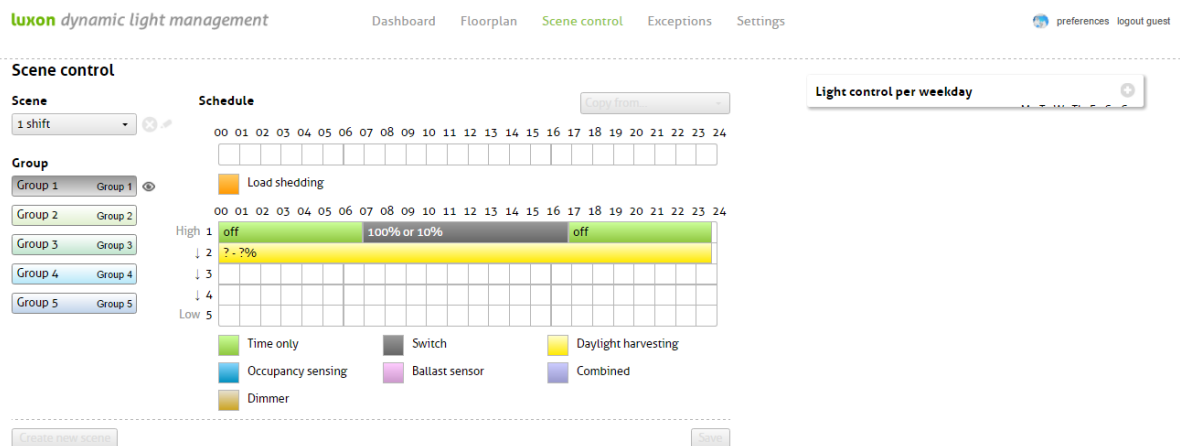 luxon dynamic light management
Dashboard Floorplan Scene control Exceptions Settings
preferences logout guest
Scene control
Light control per weekday
Scene
Schedule
Copy from...
1 shift
00 01 02 03 04 05 06 07 08 09 10 11 12 13 14 15 16 17 18 19 20 21 22 23 24
Group
Load shedding
Group 1 Group 1
Group 2 Group 2
Group 3 Group 3
Group 4 Group 4
Group 5 Group 5
00 01 02 03 04 05 06 07 08 09 10 11 12 13 14 15 16 17 18 19 20 21 22 23 24
High 1 off 100% or 10% off
↓ 2 ? - ?%
↓ 3
↓ 4
Low 5
Time only Switch Daylight harvesting
Occupancy sensing Ballast sensor Combined
Dimmer
Create new scene Save